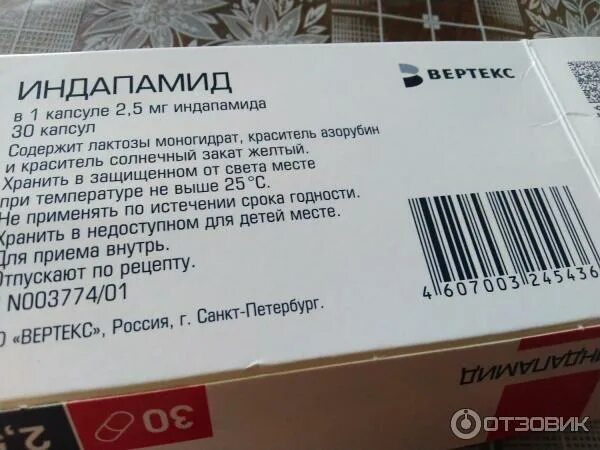 ИНДАПАМИД
в 1 капсуле 2,5 мг индапамида
30 капсул
Содержит лактозы моногидрат, краситель азорубин
и краситель солнечный закат желтый.
Хранить в защищенном от света месте
при температуре не выше 25°С.
Не применять по истечении срока годности.
Хранить в недоступном для детей месте.
Для приема внутрь.
Отпускают по рецепту.
N003774/01
О «ВЕРТЕКС», Россия, г. Санкт-Петербург.
ВЕРТЕКС
4 607003 245436
ИНДАПАМИД
30
2,
ОТЗОВИК